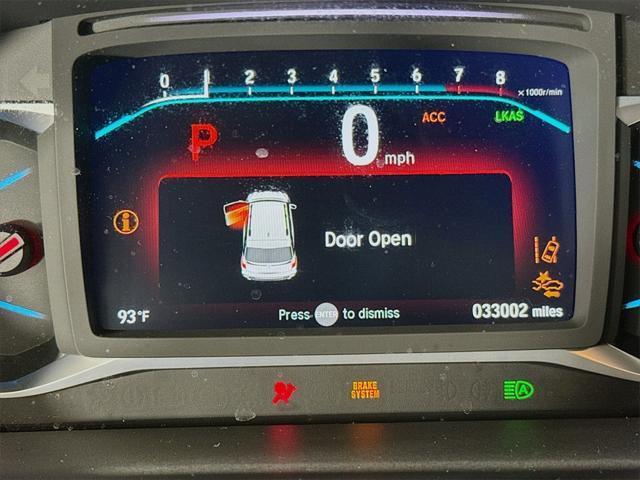 0 1 2 3 4 5 6 7 8 ×1000r/min
P 0 mph ACC LKAS
i
Door Open
93°F Press ENTER to dismiss 033002 miles
BRAKE
SYSTEM
A